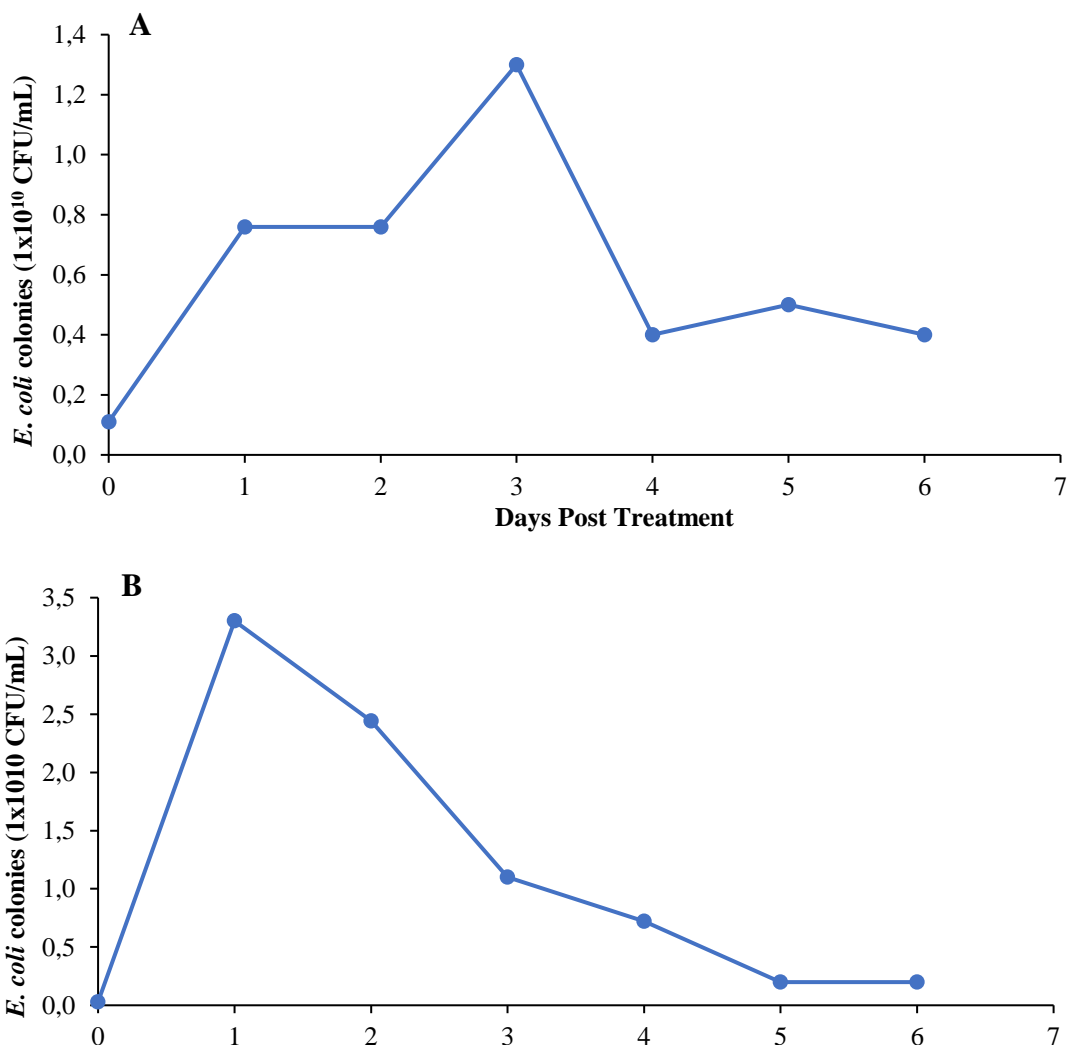 A
E. coli colonies (1x10¹⁰ CFU/mL)
1,4
1,2
1,0
0,8
0,6
0,4
0,2
0,0
0 1 2 3 4 5 6 7
Days Post Treatment
B
E. coli colonies (1x1010 CFU/mL)
3,5
3,0
2,5
2,0
1,5
1,0
0,5
0,0
0 1 2 3 4 5 6 7